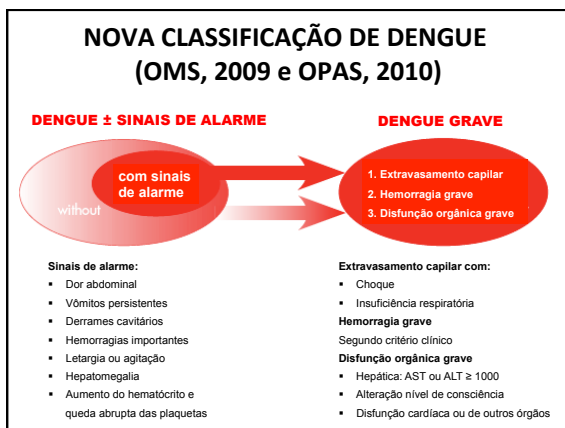 NOVA CLASSIFICAÇÃO DE DENGUE
(OMS, 2009 e OPAS, 2010)
DENGUE ± SINAIS DE ALARME
DENGUE GRAVE
com sinais
de alarme
without
1. Extravasamento capilar
2. Hemorragia grave
3. Disfunção orgânica grave
Sinais de alarme:
▪ Dor abdominal
▪ Vômitos persistentes
▪ Derrames cavitários
▪ Hemorragias importantes
▪ Letargia ou agitação
▪ Hepatomegalia
▪ Aumento do hematócrito e
queda abrupta das plaquetas
Extravasamento capilar com:
▪ Choque
▪ Insuficiência respiratória
Hemorragia grave
Segundo critério clínico
Disfunção orgânica grave
▪ Hepática: AST ou ALT ≥ 1000
▪ Alteração nível de consciência
▪ Disfunção cardíaca ou de outros órgãos